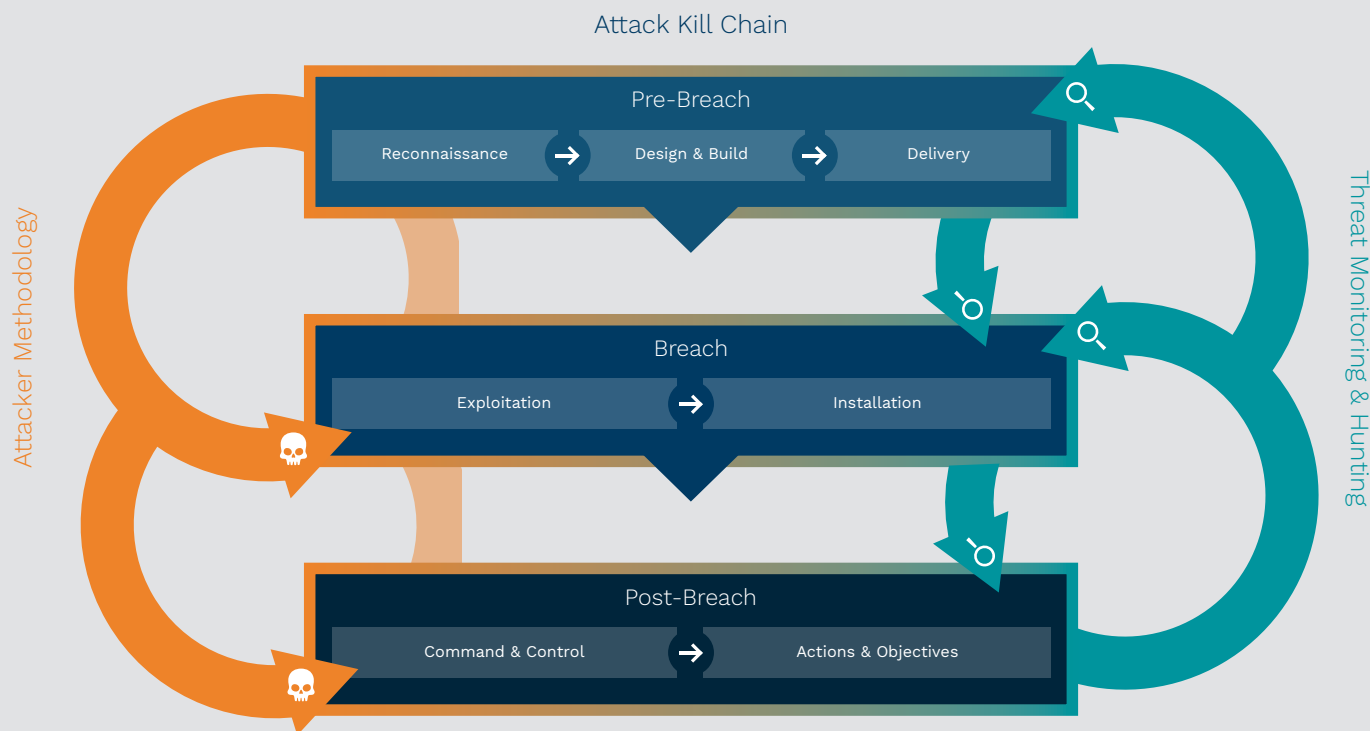 Attack Kill Chain
Pre-Breach
Reconnaissance
Design & Build
Delivery
Breach
Exploitation
Installation
Post-Breach
Command & Control
Actions & Objectives
Attacker Methodology
Threat Monitoring & Hunting